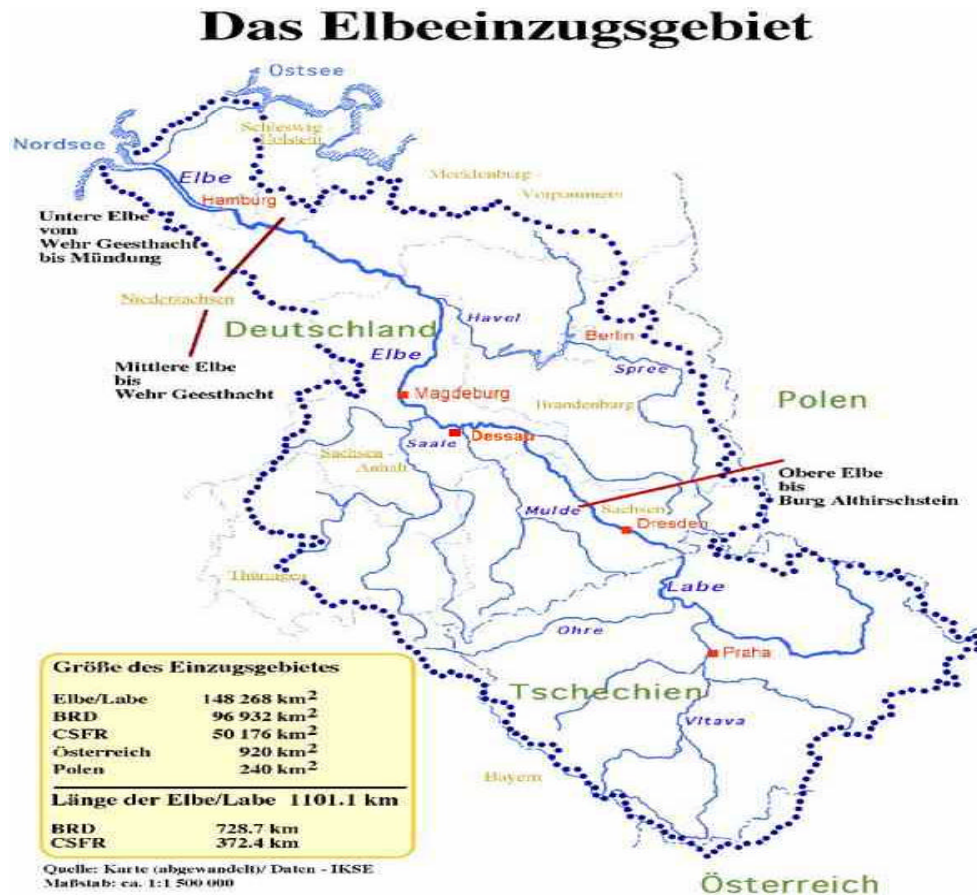 Das Elbeeinzugsgebiet
Ostsee
Nordsee
Schleswig
Holstein
Mecklenburg -
Vorpommern
Elbe
Hamburg
Untere Elbe
vom
Wehr Geesthacht
bis Mündung
Niedersachsen
Deutschland
Havel
Berlin
Elbe
Spree
Mittlere Elbe
bis
Wehr Geesthacht
Magdeburg
Brandenburg
Polen
Dessau
Saale
Sachsen
- Anhalt
Obere Elbe
bis
Burg Althirschstein
Mulde
Sachsen
Dresden
Thüringen
Labe
Ohre
Praha
Tschechien
Vltava
Bayern
Österreich
Größe des Einzugsgebietes
Elbe/Labe 148 268 km²
BRD 96 932 km²
CSFR 50 176 km²
Österreich 920 km²
Polen 240 km²
Länge der Elbe/Labe 1101.1 km
BRD 728.7 km
CSFR 372.4 km
Quelle: Karte (abgewandelt)/ Daten - IKSE
Maßstab: ca. 1:1 500 000